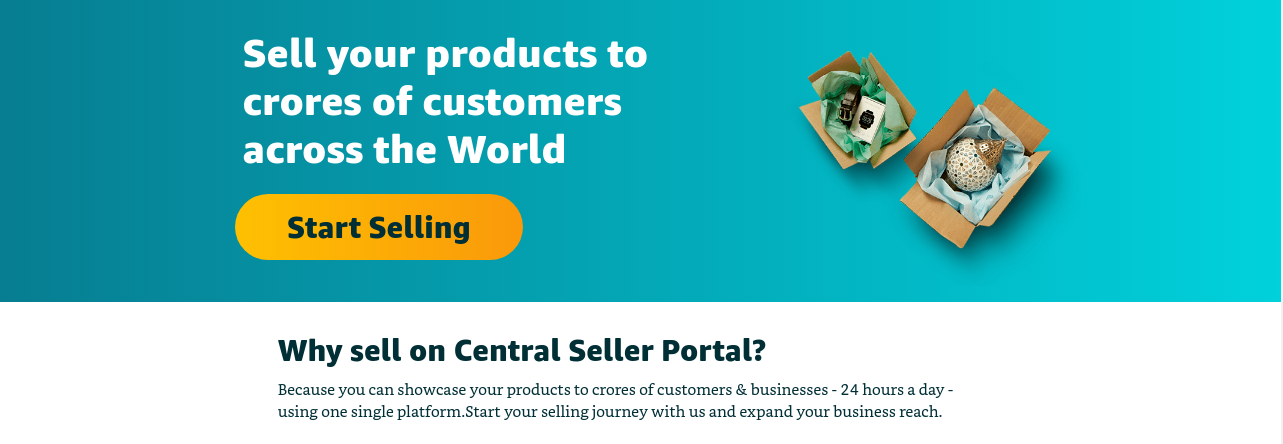 Sell your products to
crores of customers
across the World
Start Selling
Why sell on Central Seller Portal?
Because you can showcase your products to crores of customers & businesses - 24 hours a day -
using one single platform.Start your selling journey with us and expand your business reach.